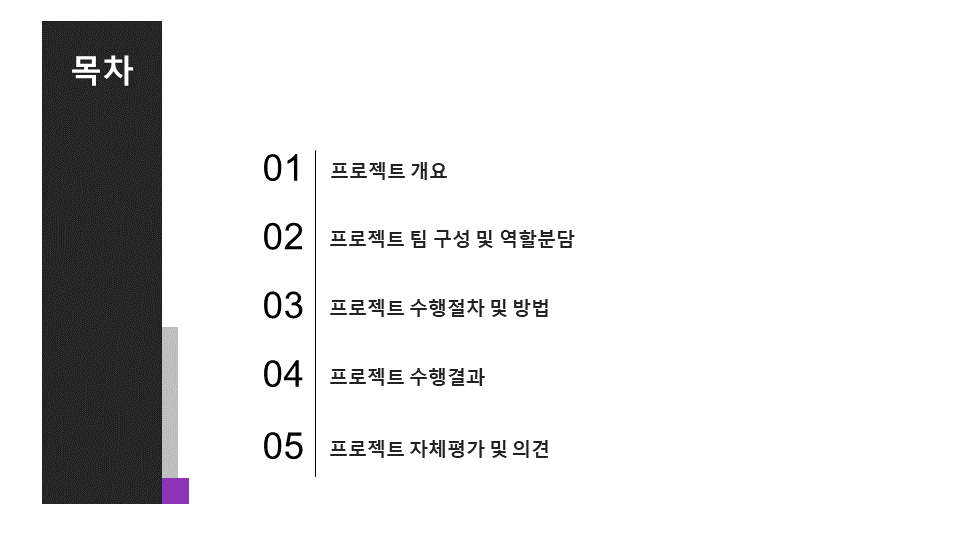 목차
01 프로젝트 개요
02 프로젝트 팀 구성 및 역할분담
03 프로젝트 수행절차 및 방법
04 프로젝트 수행결과
05 프로젝트 자체평가 및 의견